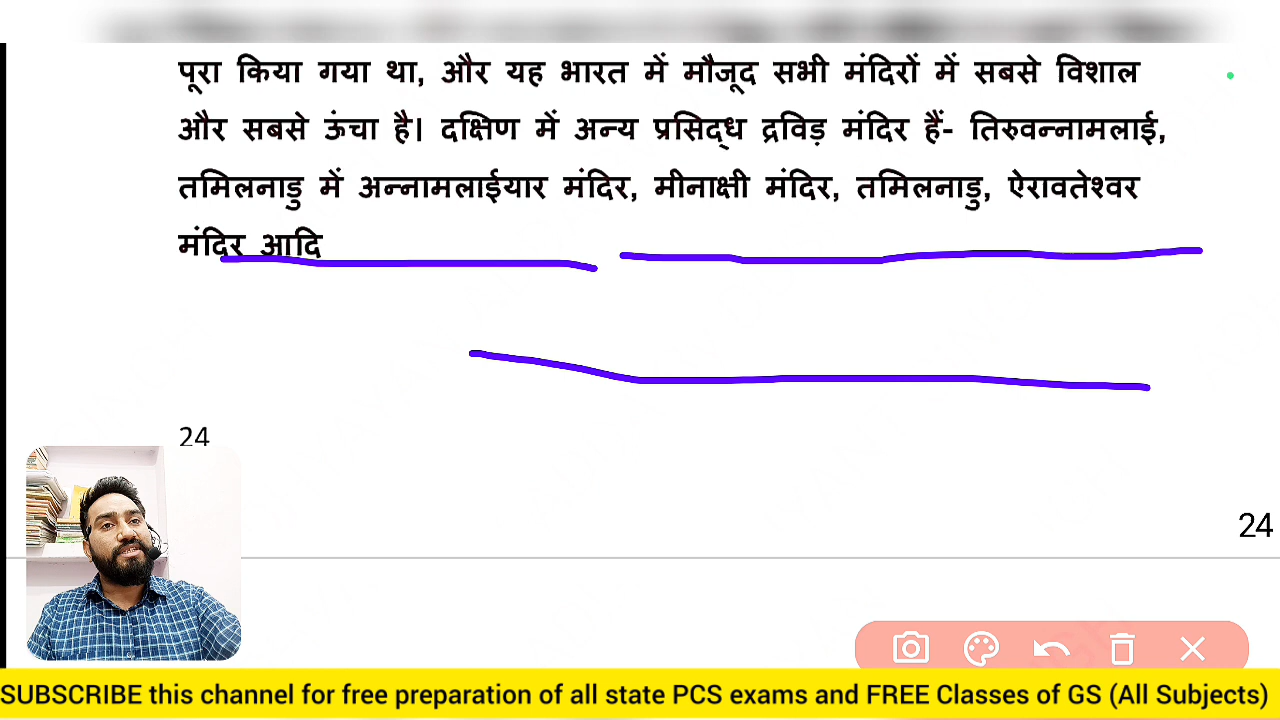 पूरा किया गया था, और यह भारत में मौजूद सभी मंदिरों में सबसे विशाल
और सबसे ऊंचा है। दक्षिण में अन्य प्रसिद्ध द्रविड़ मंदिर हैं- तिरुवन्नामलाई,
तमिलनाडु में अन्नामलाईयार मंदिर, मीनाक्षी मंदिर, तमिलनाडु, ऐरावतेश्वर
मंदिर आदि
24
24
SUBSCRIBE this channel for free preparation of all state PCS exams and FREE Classes of GS (All Subjects)